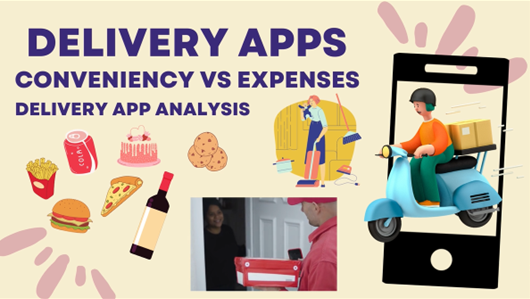 DELIVERY APPS
CONVENIENCY VS EXPENSES
DELIVERY APP ANALYSIS
COLA